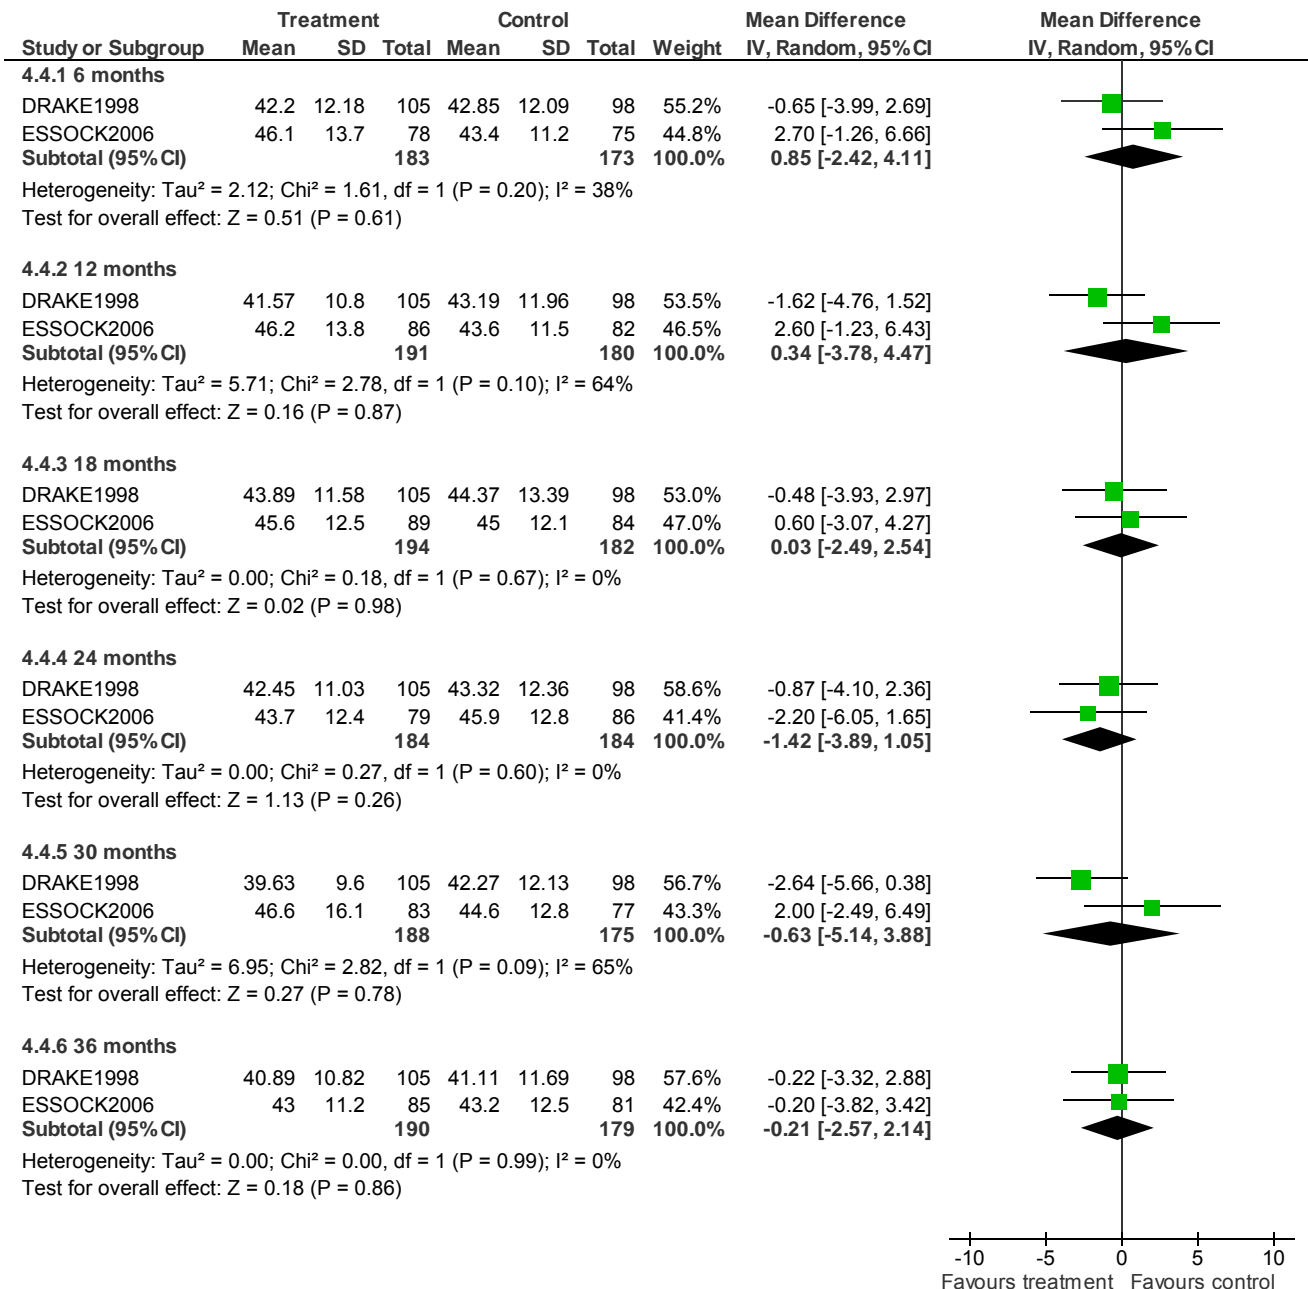 Treatment Control Mean Difference Mean Difference
Study or Subgroup Mean SD Total Mean SD Total Weight IV, Random, 95% CI IV, Random, 95% CI
4.4.1 6 months
DRAKE1998 42.2 12.18 105 42.85 12.09 98 55.2% -0.65 [-3.99, 2.69]
ESSOCK2006 46.1 13.7 78 43.4 11.2 75 44.8% 2.70 [-1.26, 6.66]
Subtotal (95% CI) 183 173 100.0% 0.85 [-2.42, 4.11]
Heterogeneity: Tau² = 2.12; Chi² = 1.61, df = 1 (P = 0.20); I² = 38%
Test for overall effect: Z = 0.51 (P = 0.61)
4.4.2 12 months
DRAKE1998 41.57 10.8 105 43.19 11.96 98 53.5% -1.62 [-4.76, 1.52]
ESSOCK2006 46.2 13.8 86 43.6 11.5 82 46.5% 2.60 [-1.23, 6.43]
Subtotal (95% CI) 191 180 100.0% 0.34 [-3.78, 4.47]
Heterogeneity: Tau² = 5.71; Chi² = 2.78, df = 1 (P = 0.10); I² = 64%
Test for overall effect: Z = 0.16 (P = 0.87)
4.4.3 18 months
DRAKE1998 43.89 11.58 105 44.37 13.39 98 53.0% -0.48 [-3.93, 2.97]
ESSOCK2006 45.6 12.5 89 45 12.1 84 47.0% 0.60 [-3.07, 4.27]
Subtotal (95% CI) 194 182 100.0% 0.03 [-2.49, 2.54]
Heterogeneity: Tau² = 0.00; Chi² = 0.18, df = 1 (P = 0.67); I² = 0%
Test for overall effect: Z = 0.02 (P = 0.98)
4.4.4 24 months
DRAKE1998 42.45 11.03 105 43.32 12.36 98 58.6% -0.87 [-4.10, 2.36]
ESSOCK2006 43.7 12.4 79 45.9 12.8 86 41.4% -2.20 [-6.05, 1.65]
Subtotal (95% CI) 184 184 100.0% -1.42 [-3.89, 1.05]
Heterogeneity: Tau² = 0.00; Chi² = 0.27, df = 1 (P = 0.60); I² = 0%
Test for overall effect: Z = 1.13 (P = 0.26)
4.4.5 30 months
DRAKE1998 39.63 9.6 105 42.27 12.13 98 56.7% -2.64 [-5.66, 0.38]
ESSOCK2006 46.6 16.1 83 44.6 12.8 77 43.3% 2.00 [-2.49, 6.49]
Subtotal (95% CI) 188 175 100.0% -0.63 [-5.14, 3.88]
Heterogeneity: Tau² = 6.95; Chi² = 2.82, df = 1 (P = 0.09); I² = 65%
Test for overall effect: Z = 0.27 (P = 0.78)
4.4.6 36 months
DRAKE1998 40.89 10.82 105 41.11 11.69 98 57.6% -0.22 [-3.32, 2.88]
ESSOCK2006 43 11.2 85 43.2 12.5 81 42.4% -0.20 [-3.82, 3.42]
Subtotal (95% CI) 190 179 100.0% -0.21 [-2.57, 2.14]
Heterogeneity: Tau² = 0.00; Chi² = 0.00, df = 1 (P = 0.99); I² = 0%
Test for overall effect: Z = 0.18 (P = 0.86)
-10 -5 0 5 10
Favours treatment Favours control